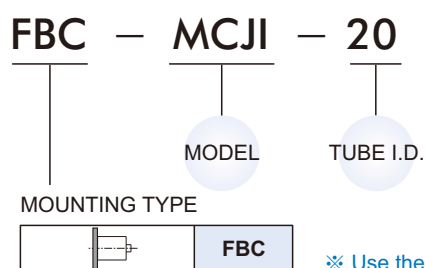 FBC – MCJI – 20
MODEL TUBE I.D.
MOUNTING TYPE
FBC
※ Use the